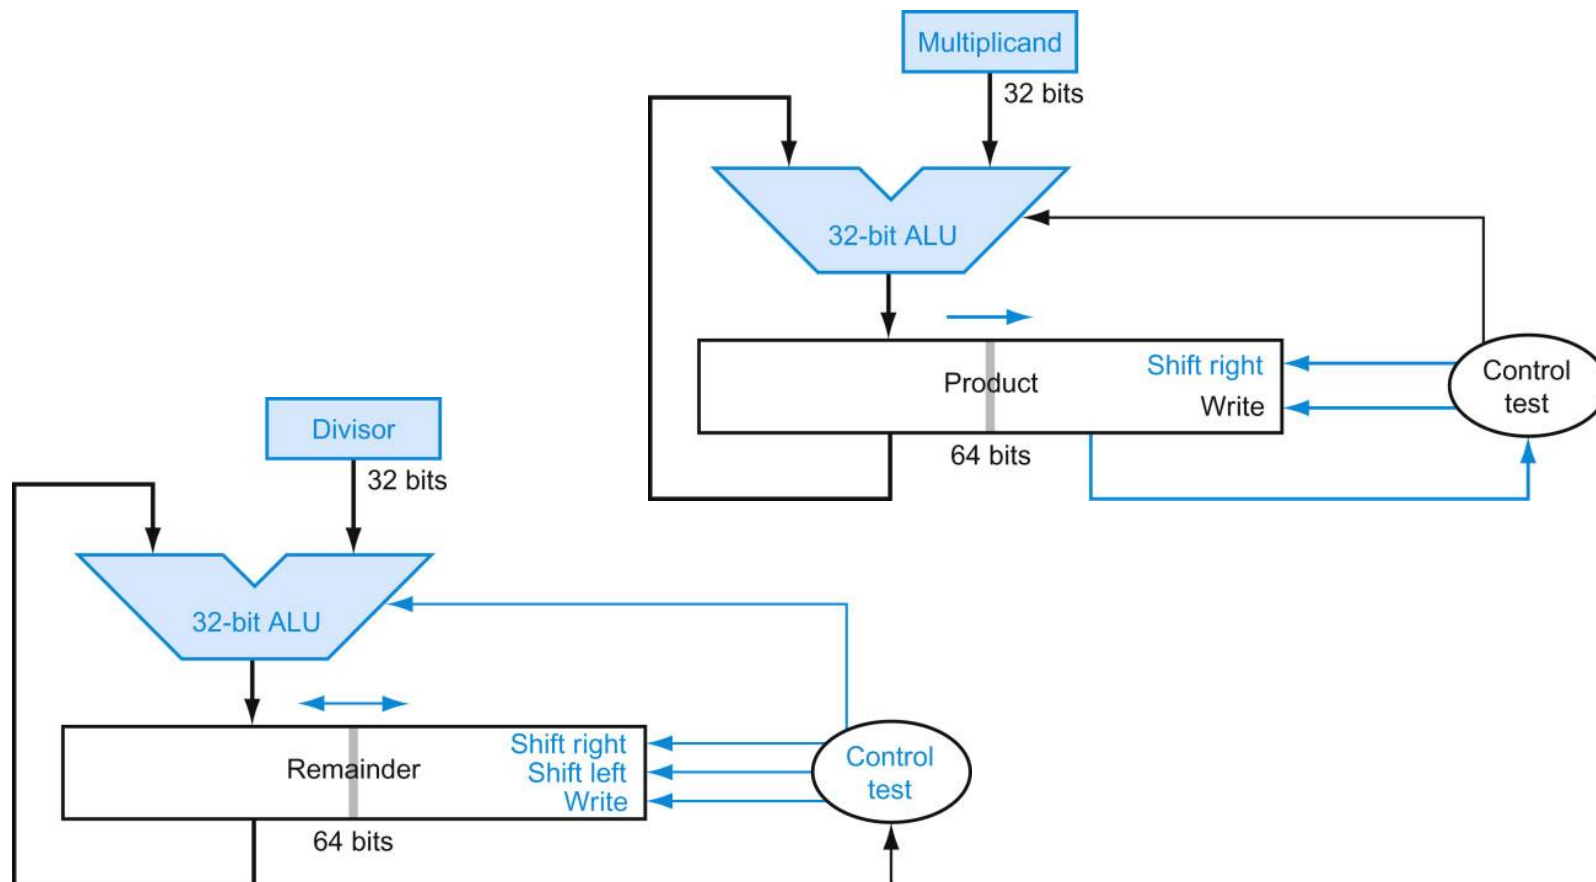 Multiplicand
32 bits
32-bit ALU
Product
Shift right
Write
64 bits
Control
test
Divisor
32 bits
32-bit ALU
Remainder
Shift right
Shift left
Write
64 bits
Control
test